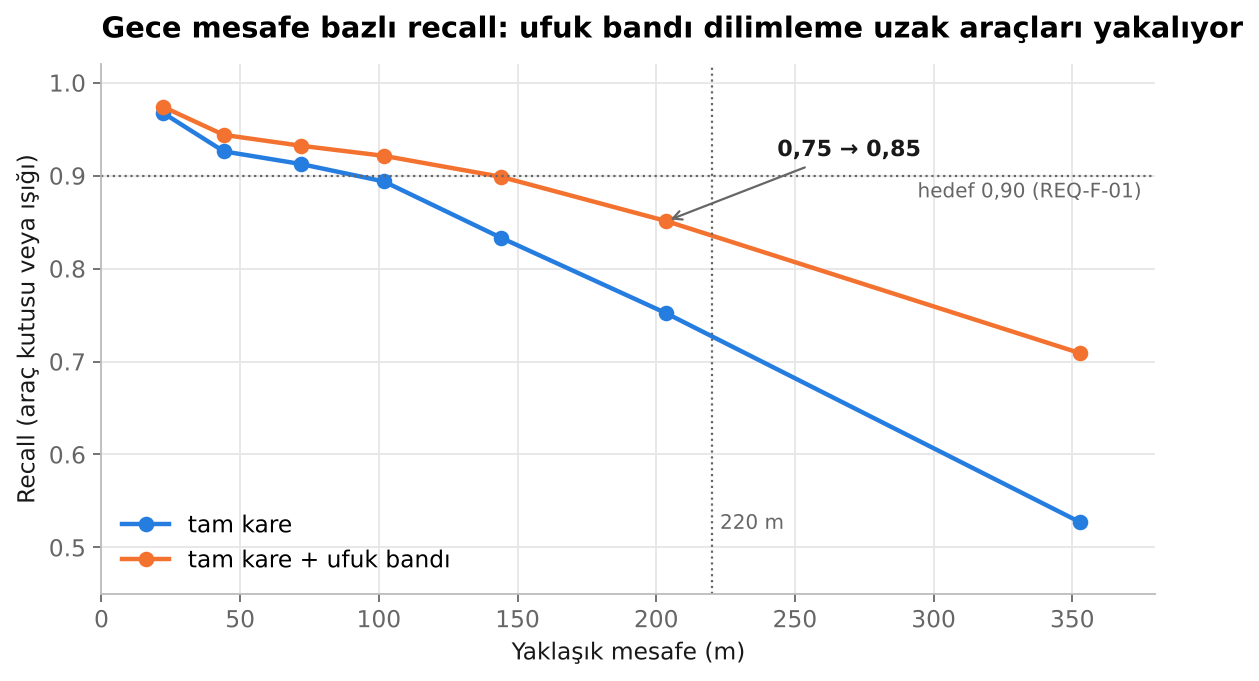 Gece mesafe bazlı recall: ufuk bandı dilimleme uzak araçları yakalıyor
Recall (araç kutusu veya ışığı)
1.0
0.9
0.8
0.7
0.6
0.5
0,75 → 0,85
hedef 0,90 (REQ-F-01)
220 m
tam kare
tam kare + ufuk bandı
0 50 100 150 200 250 300 350
Yaklaşık mesafe (m)